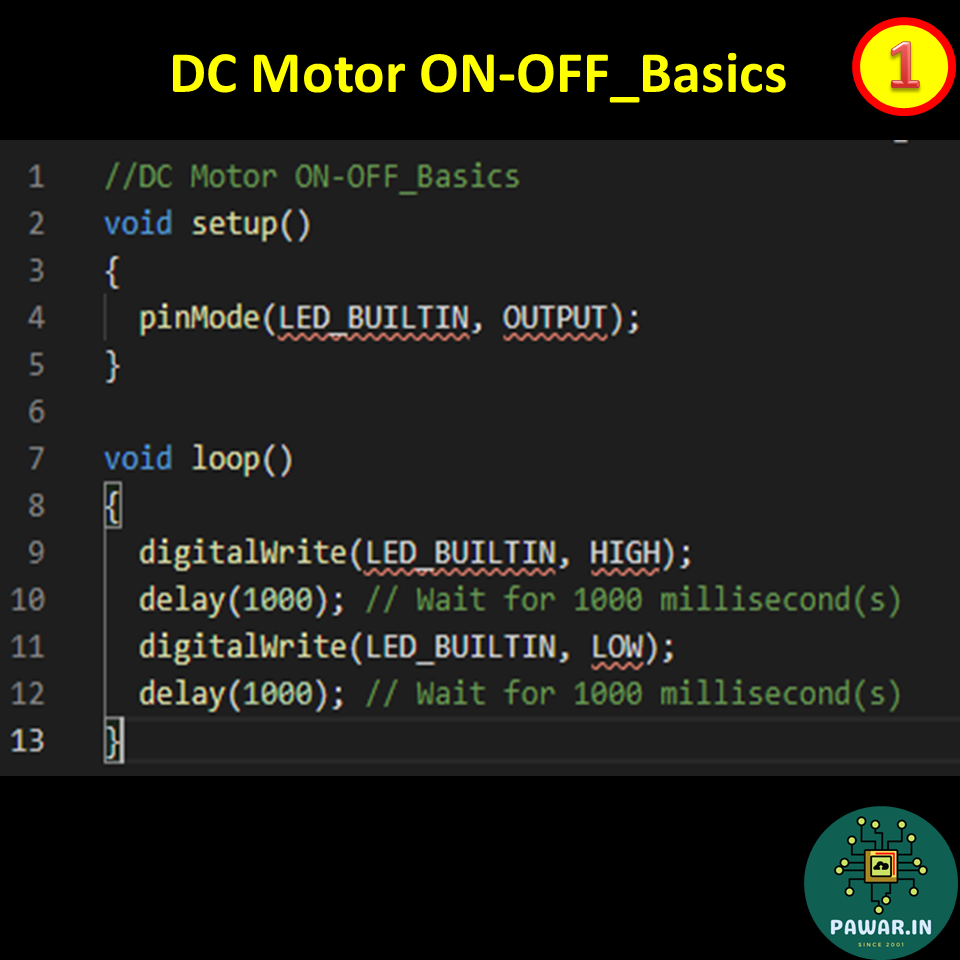 DC Motor ON-OFF_Basics
1
1 //DC Motor ON-OFF_Basics
2 void setup()
3 {
4 pinMode(LED_BUILTIN, OUTPUT);
5 }
6
7 void loop()
8 {
9 digitalWrite(LED_BUILTIN, HIGH);
10 delay(1000); // Wait for 1000 millisecond(s)
11 digitalWrite(LED_BUILTIN, LOW);
12 delay(1000); // Wait for 1000 millisecond(s)
13 }
PAWAR.IN
SINCE 2001